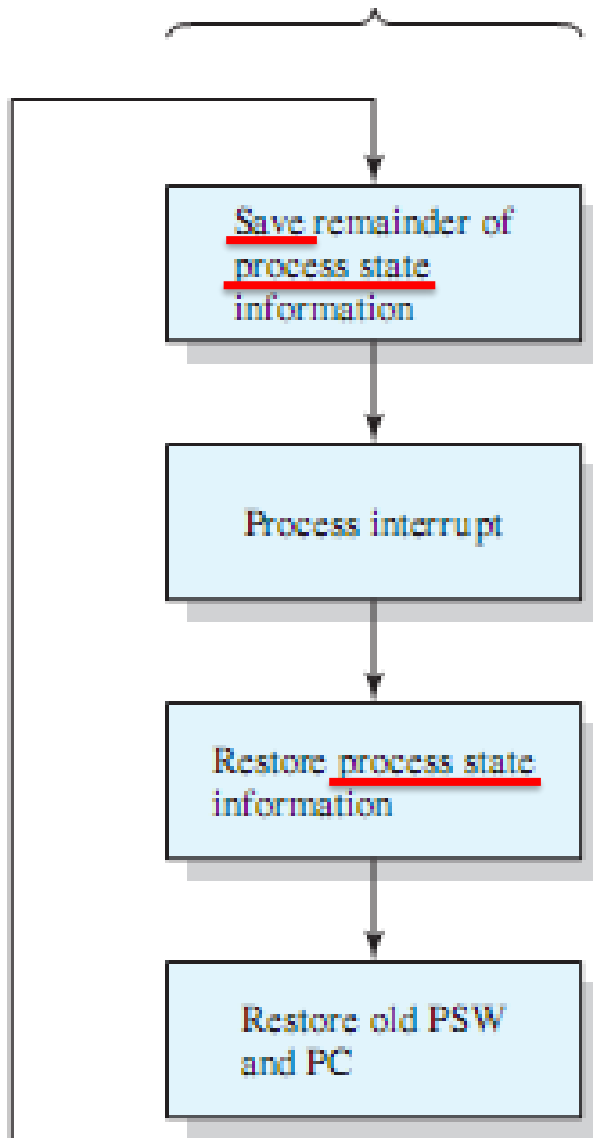 Save remainder of
process state
information
Process interrupt
Restore process state
information
Restore old PSW
and PC